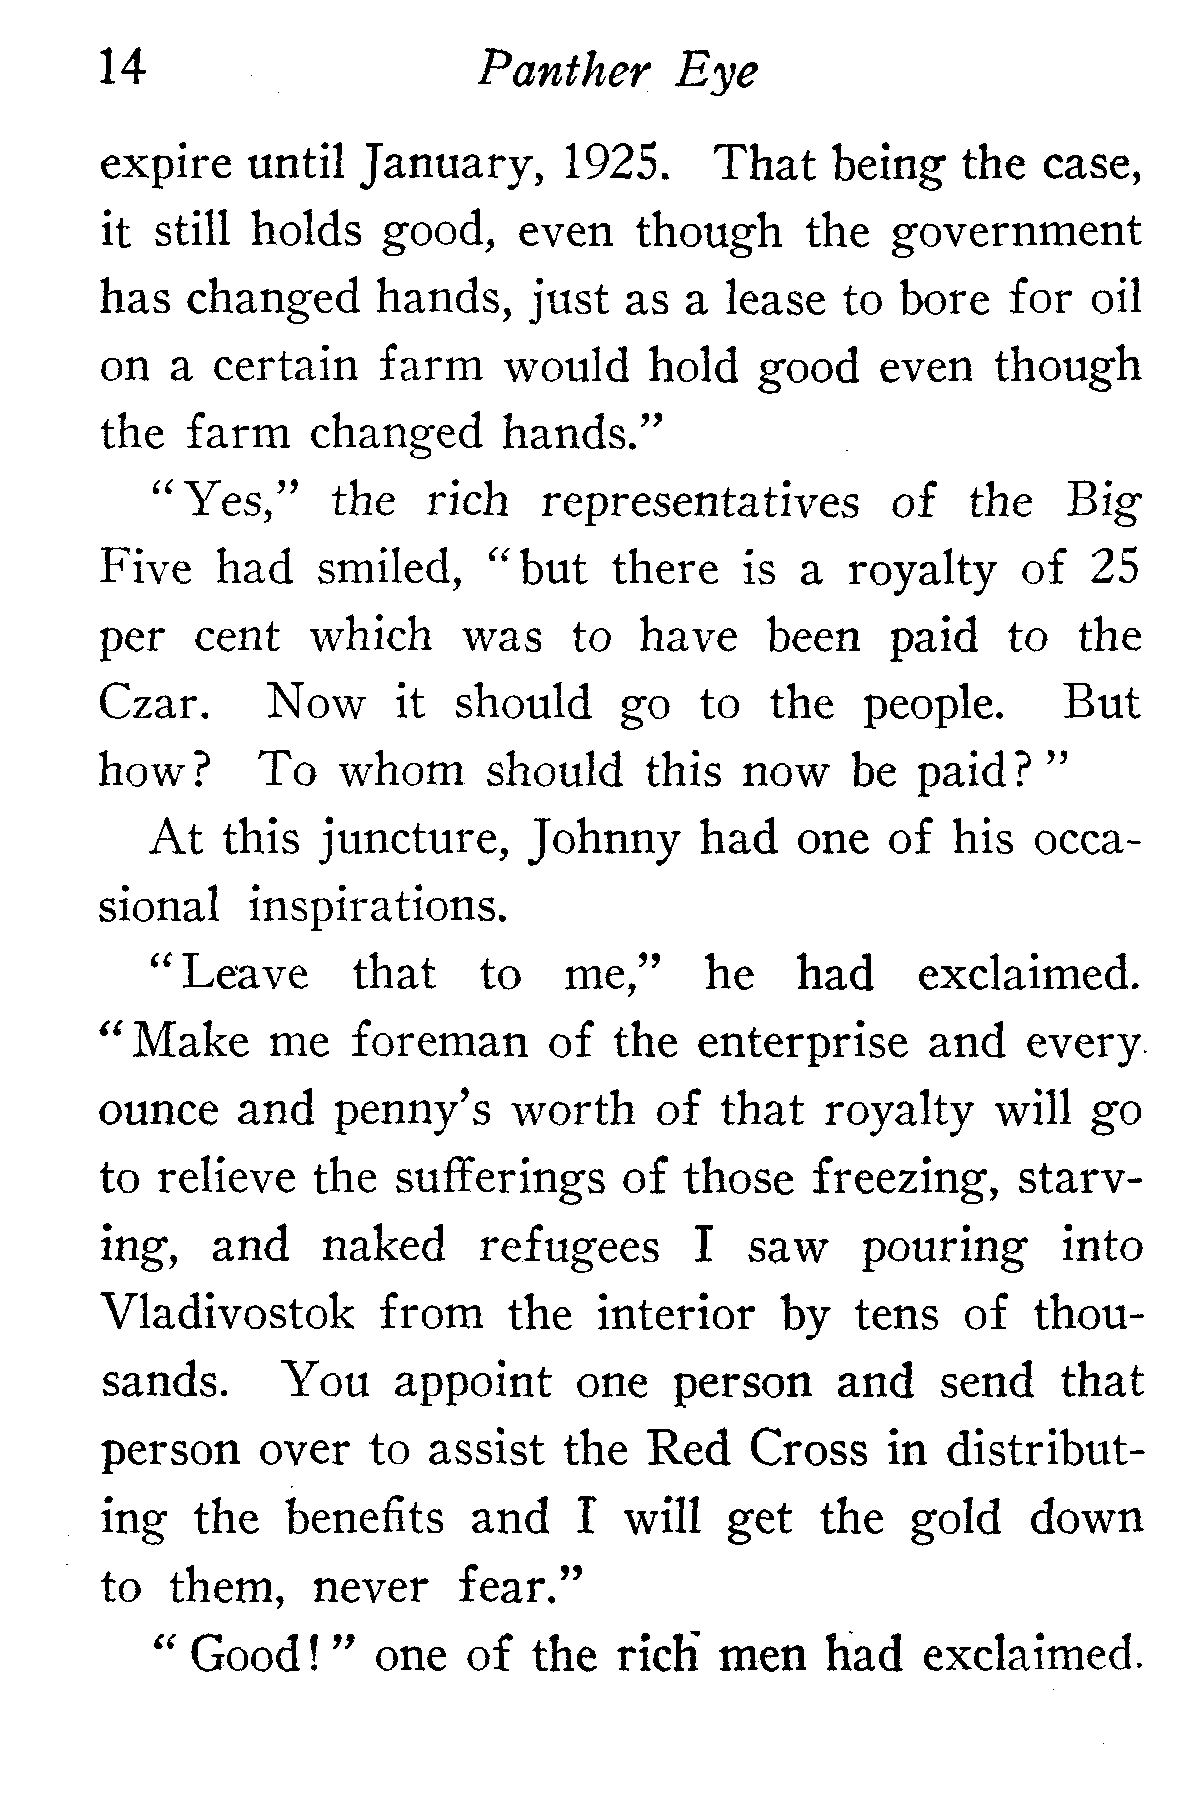 14 Panther Eye
expire until January, 1925. That being the case,
it still holds good, even though the government
has changed hands, just as a lease to bore for oil
on a certain farm would hold good even though
the farm changed hands."
"Yes," the rich representatives of the Big
Five had smiled, "but there is a royalty of 25
per cent which was to have been paid to the
Czar. Now it should go to the people. But
how? To whom should this now be paid?"
At this juncture, Johnny had one of his occa-
sional inspirations.
"Leave that to me," he had exclaimed.
"Make me foreman of the enterprise and every
ounce and penny's worth of that royalty will go
to relieve the sufferings of those freezing, starv-
ing, and naked refugees I saw pouring into
Vladivostok from the interior by tens of thou-
sands. You appoint one person and send that
person over to assist the Red Cross in distribut-
ing the benefits and I will get the gold down
to them, never fear."
"Good!" one of the rich men had exclaimed.